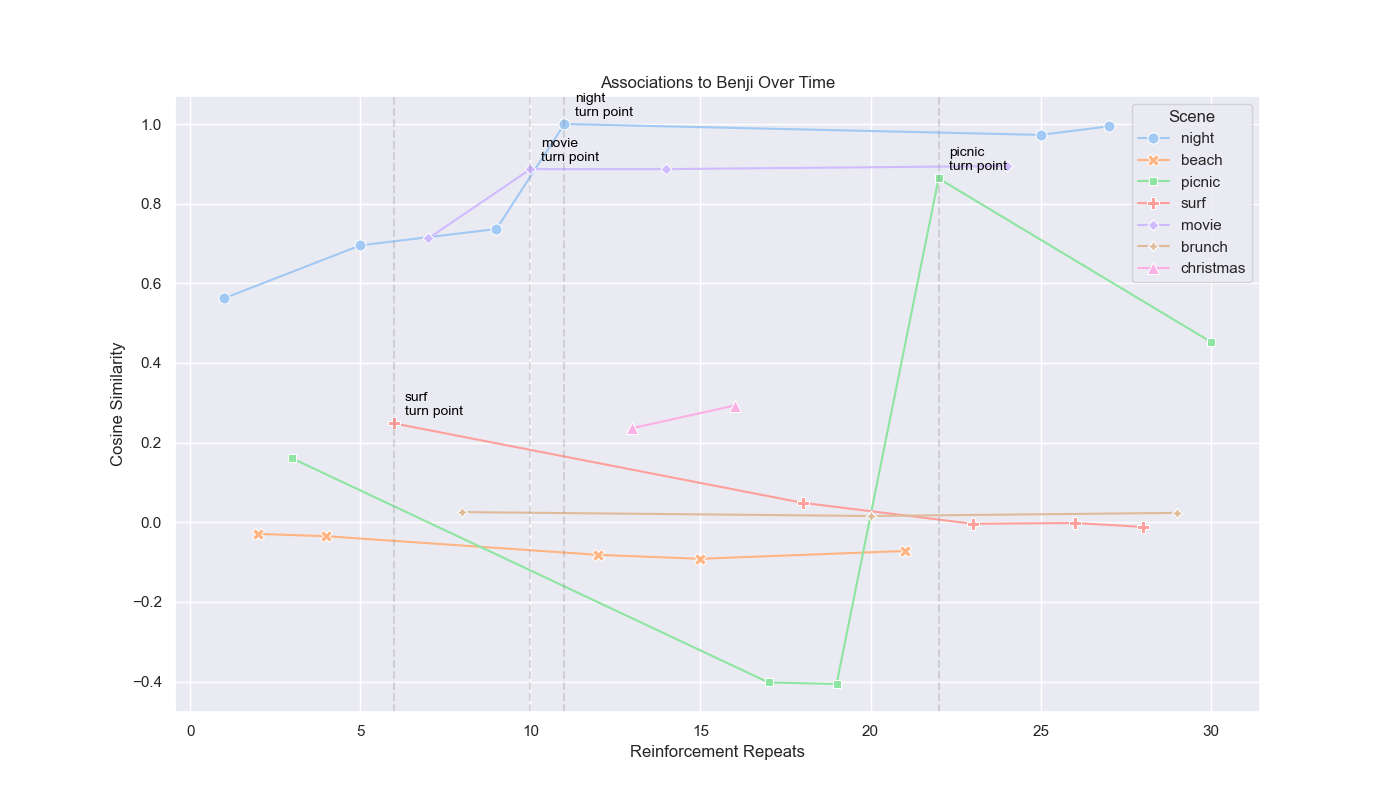 Associations to Benji Over Time
night
turn point
movie
turn point
picnic
turn point
surf
turn point
Scene
night
beach
picnic
surf
movie
brunch
christmas
Cosine Similarity
1.0
0.8
0.6
0.4
0.2
0.0
−0.2
−0.4
0
5
10
15
20
25
30
Reinforcement Repeats